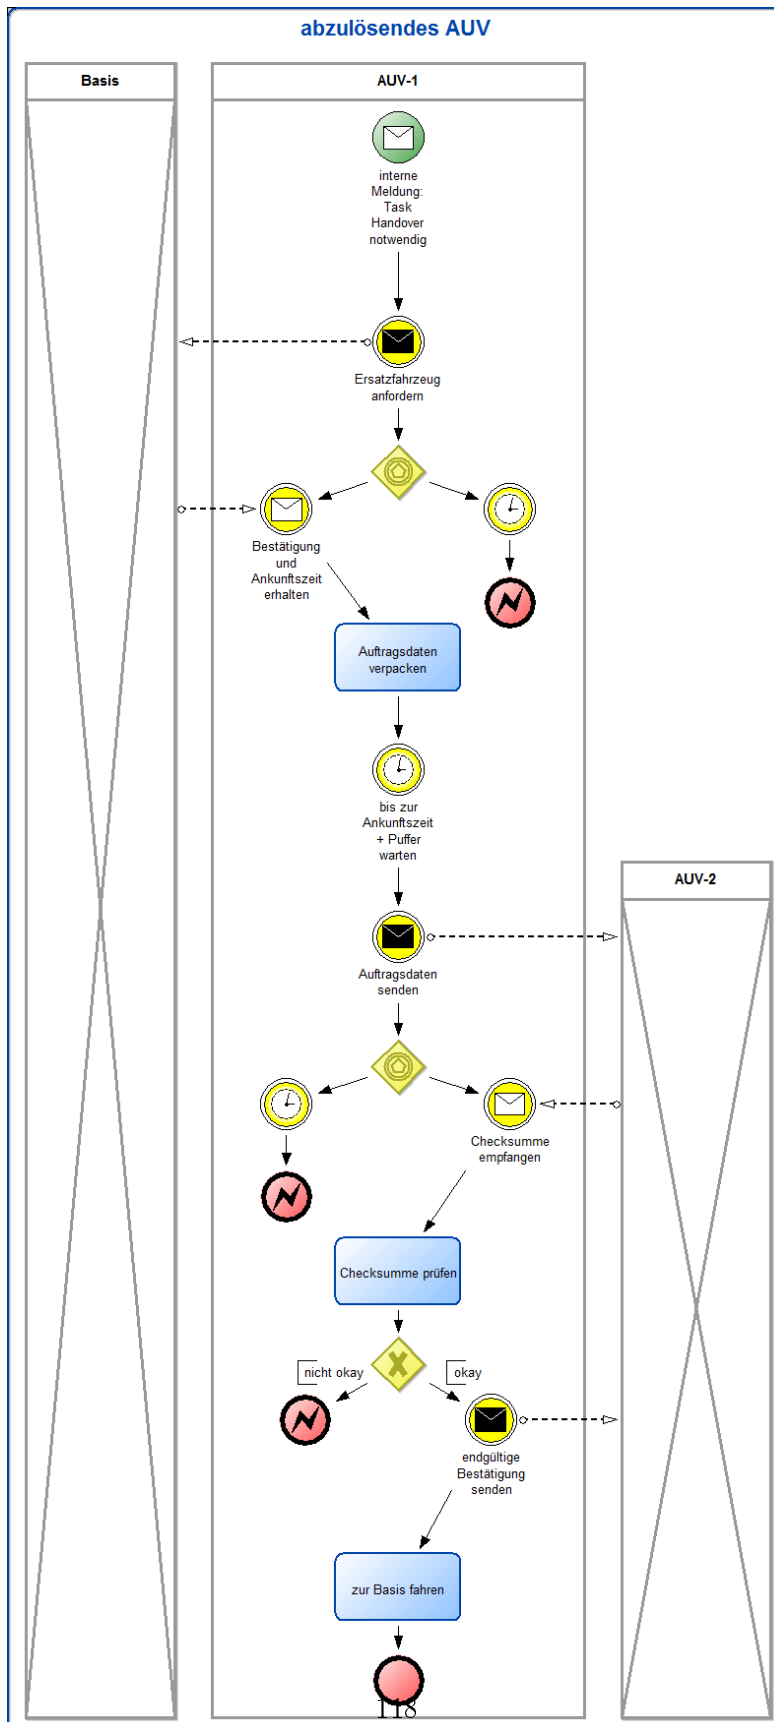 abzulösendes AUV
Basis
AUV-1
interne
Meldung:
Task
Handover
notwendig
Ersatzfahrzeug
anfordern
Bestätigung
und
Ankunftszeit
erhalten
Auftragsdaten
verpacken
bis zur
Ankunftszeit
+ Puffer
warten
AUV-2
Auftragsdaten
senden
Checksumme
empfangen
Checksumme prüfen
nicht okay
okay
endgültige
Bestätigung
senden
zur Basis fahren
118